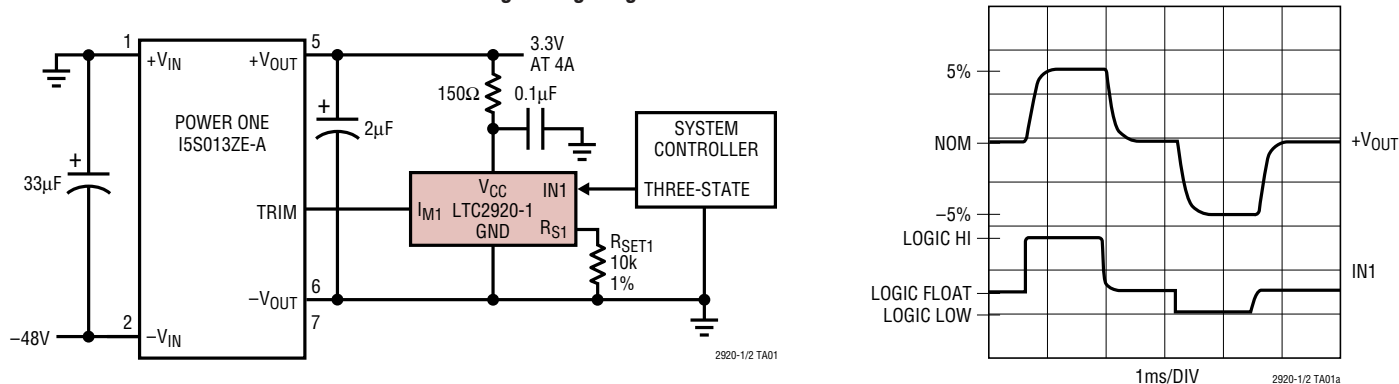 1
+VIN
5
+VOUT
3.3V
AT 4A
150Ω
0.1µF
POWER ONE
I5S013ZE-A
+
2µF
SYSTEM
CONTROLLER
THREE-STATE
+
33µF
TRIM
VCC
IN1
IM1
LTC2920-1
GND
RS1
RSET1
10k
1%
–VOUT
6
7
–48V
2
–VIN
2920-1/2 TA01
5%
NOM
–5%
LOGIC HI
LOGIC FLOAT
LOGIC LOW
+VOUT
IN1
1ms/DIV
2920-1/2 TA01a